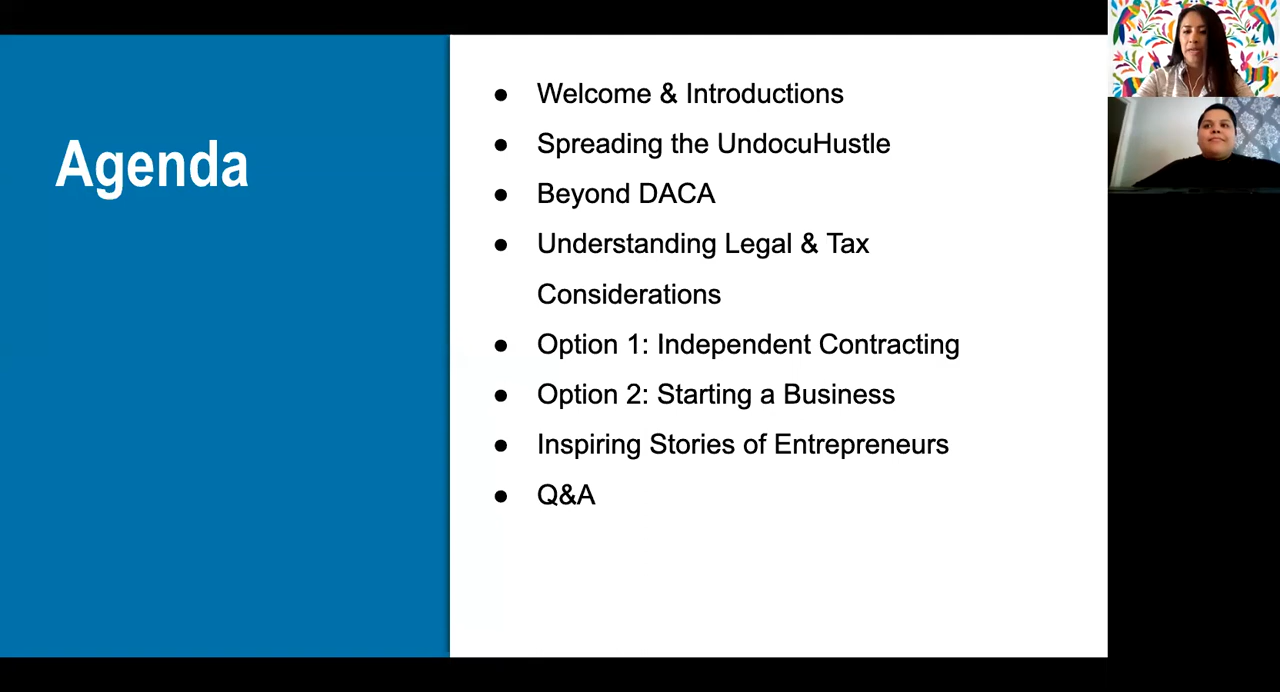 Agenda
● Welcome & Introductions
● Spreading the UndocuHustle
● Beyond DACA
● Understanding Legal & Tax
Considerations
● Option 1: Independent Contracting
● Option 2: Starting a Business
● Inspiring Stories of Entrepreneurs
● Q&A